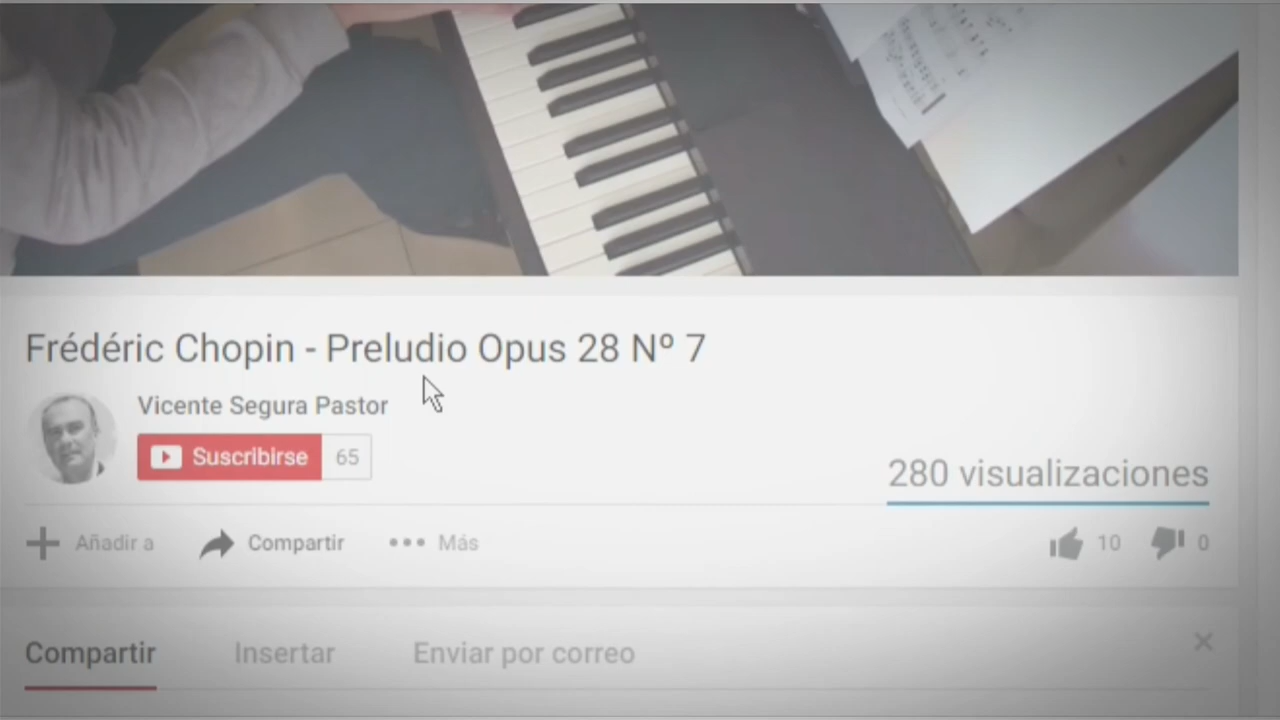 Frédéric Chopin - Preludio Opus 28 Nº 7
Vicente Segura Pastor
Suscribirse 65
280 visualizaciones
Añadir a Compartir Más 10 0
Compartir Insertar Enviar por correo